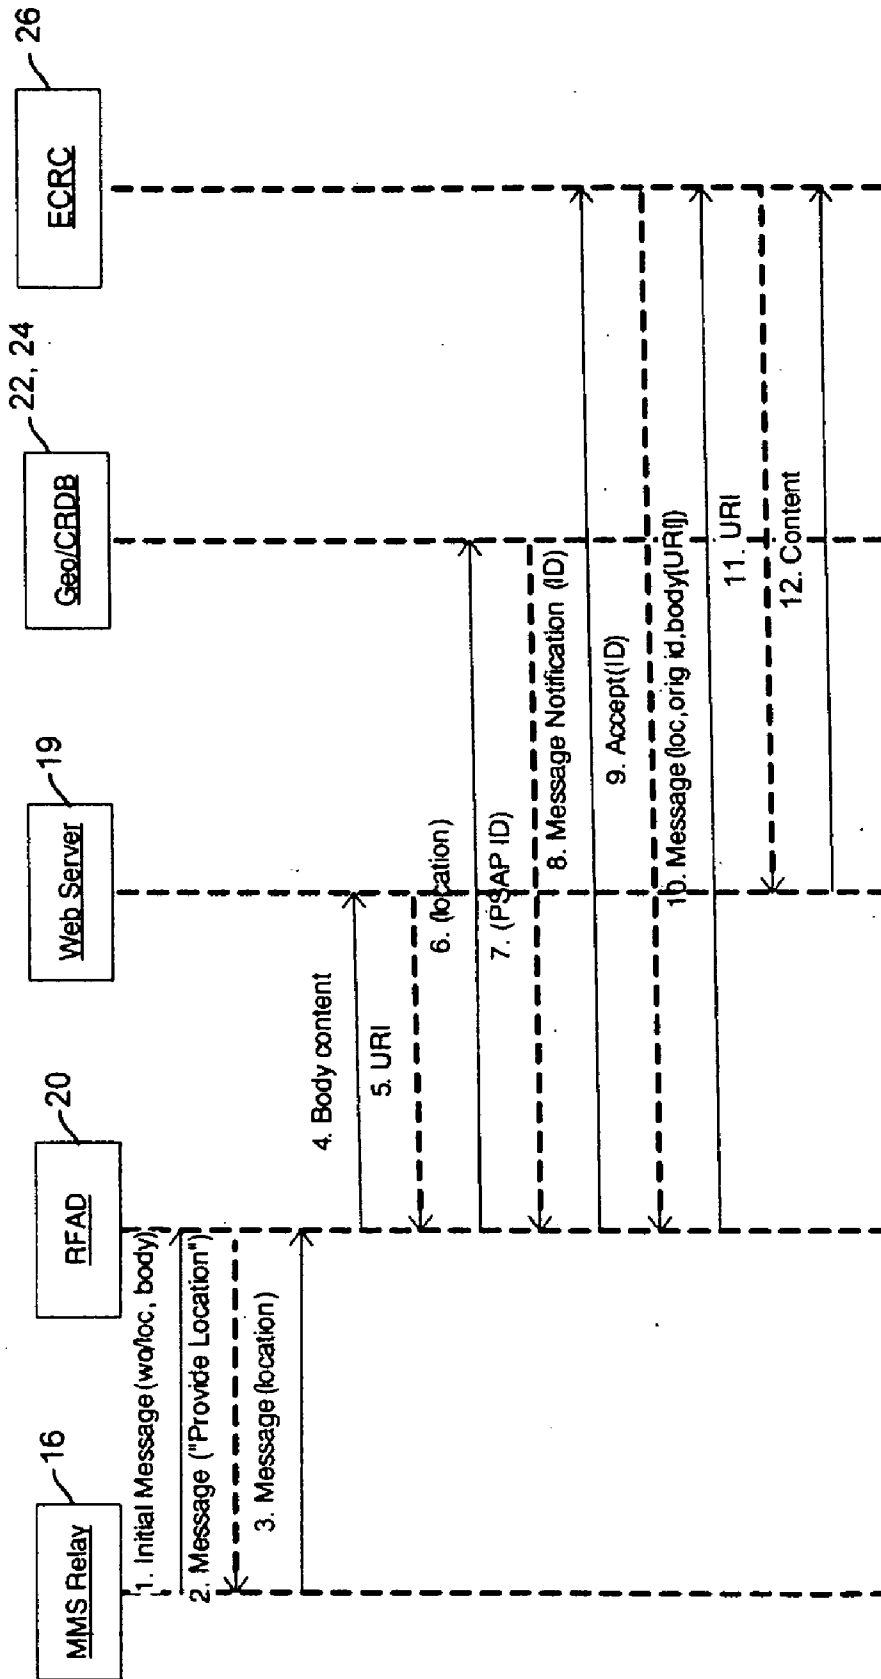 MMS Relay
16
RFAD
20
Web Server
19
Geo/CRDB
22, 24
ECRC
26
1. Initial Message (wo/loc, body)
2. Message ("Provide Location")
3. Message (location)
4. Body content
5. URI
6. (location)
7. (PSAP ID)
8. Message Notification (ID)
9. Accept(ID)
10. Message (loc,orig id,body[URI])
11. URI
12. Content